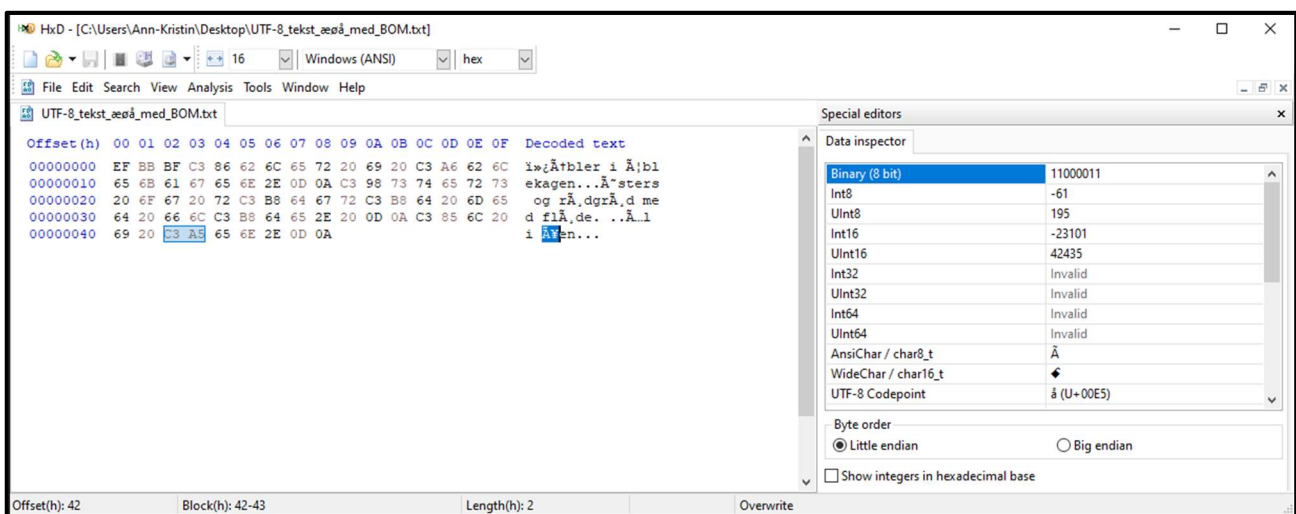 HxD - [C:\Users\Ann-Kristin\Desktop\UTF-8_tekst_æøå_med_BOM.txt]
16 Windows (ANSI) hex
File Edit Search View Analysis Tools Window Help
UTF-8_tekst_æøå_med_BOM.txt
Special editors
Data inspector
Offset(h) 00 01 02 03 04 05 06 07 08 09 0A 0B 0C 0D 0E 0F Decoded text
00000000 EF BB BF C3 86 62 6C 65 72 20 69 20 C3 A6 62 6C ï»¿Ã†bler i Ã¦bl
00000010 65 6B 61 67 65 6E 2E 0D 0A C3 98 73 74 65 72 73 ekagen...Ã˜sters
00000020 20 6F 67 20 72 C3 B8 64 67 72 C3 B8 64 20 6D 65 og rÃ¸dgrÃ¸d me
00000030 64 20 66 6C C3 B8 64 65 2E 20 0D 0A C3 85 6C 20 d flÃ¸de. ..Ã…l
00000040 69 20 C3 A5 65 6E 2E 0D 0A i Ã¥en...
Binary (8 bit) 11000011
Int8 -61
UInt8 195
Int16 -23101
UInt16 42435
Int32 Invalid
UInt32 Invalid
Int64 Invalid
UInt64 Invalid
AnsiChar / char8_t Ã
WideChar / char16_t
UTF-8 Codepoint å (U+00E5)
Byte order
Little endian Big endian
Show integers in hexadecimal base
Offset(h): 42 Block(h): 42-43 Length(h): 2 Overwrite